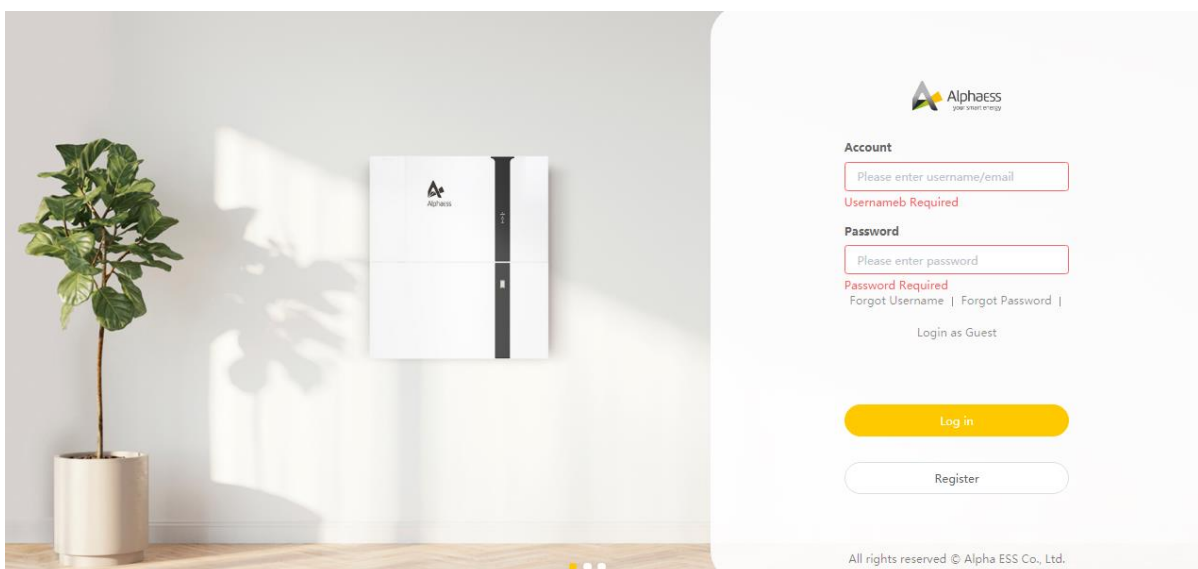 Alphaess
Alphaess
your smart energy
Account
Please enter username/email
Usernameb Required
Password
Please enter password
Password Required
Forgot Username | Forgot Password |
Login as Guest
Log in
Register
All rights reserved © Alpha ESS Co., Ltd.